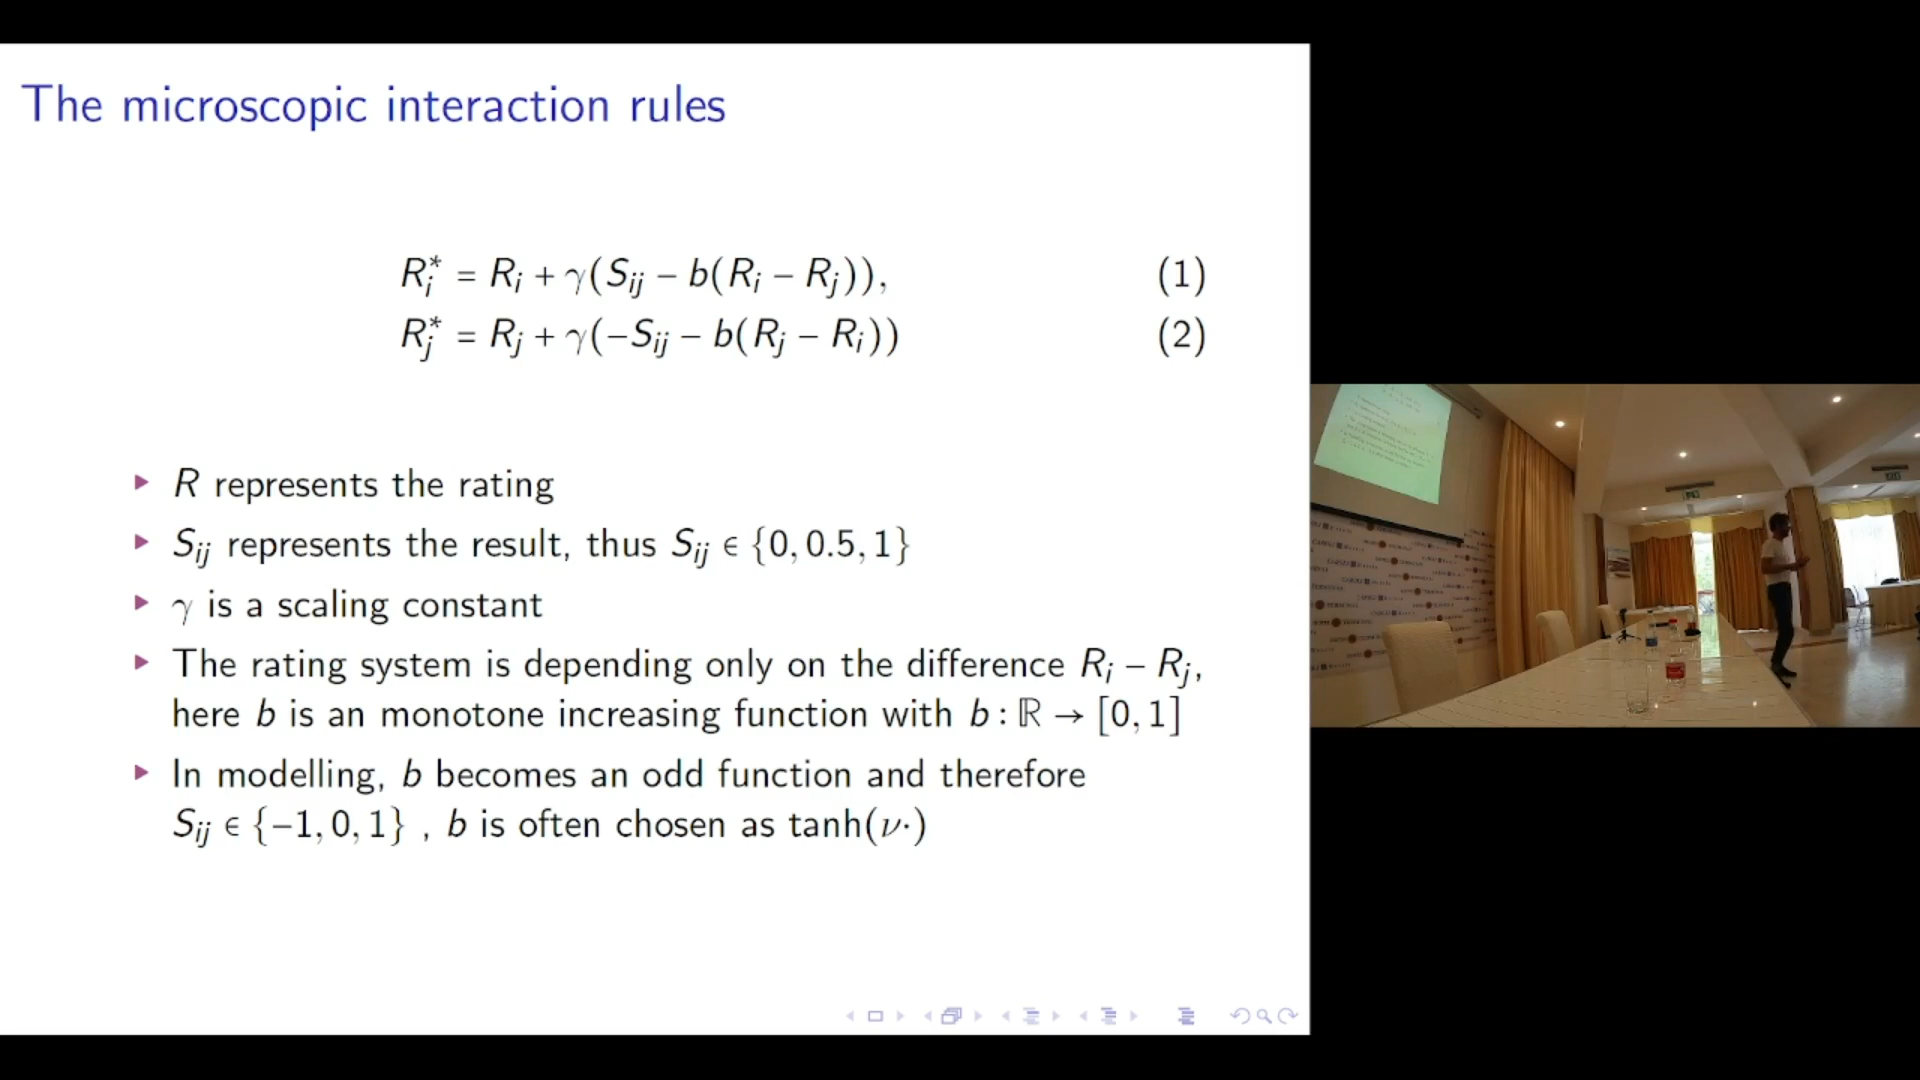 The microscopic interaction rules
R_i^* = R_i + γ(S_ij − b(R_i − R_j)), (1)
R_j^* = R_j + γ(−S_ij − b(R_j − R_i)) (2)
▸ R represents the rating
▸ S_ij represents the result, thus S_ij ∈ {0, 0.5, 1}
▸ γ is a scaling constant
▸ The rating system is depending only on the difference R_i − R_j,
here b is an monotone increasing function with b : ℝ → [0, 1]
▸ In modelling, b becomes an odd function and therefore
S_ij ∈ {−1, 0, 1} , b is often chosen as tanh(ν·)